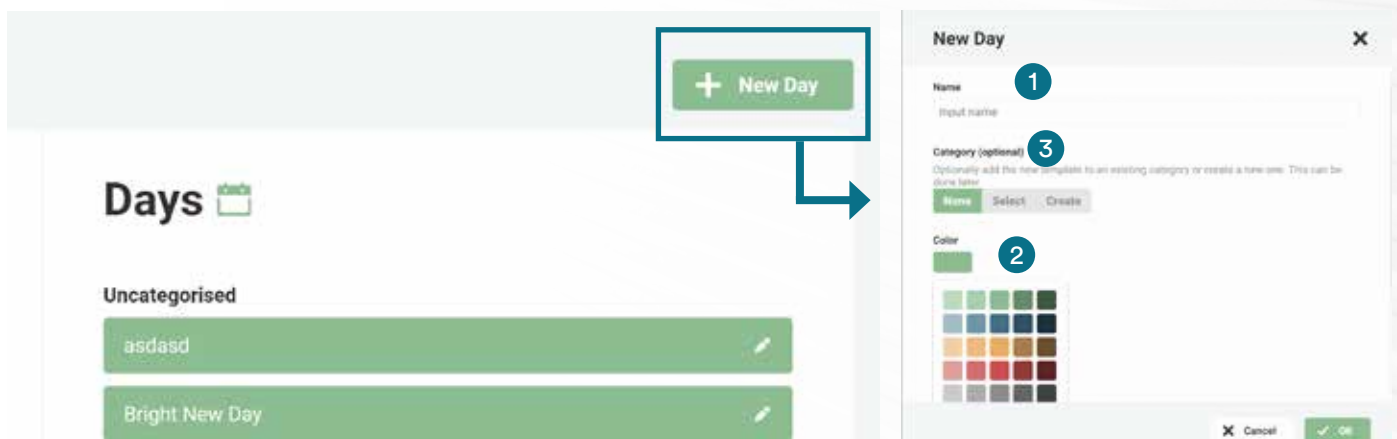 New Day
Days
Uncategorised
asdasd
Bright New Day
New Day
Name
1
Input name
Category (optional)
3
Optionally add the new template to an existing category or create a new one. This can be
done later
None Select Create
Color
2
Cancel OK